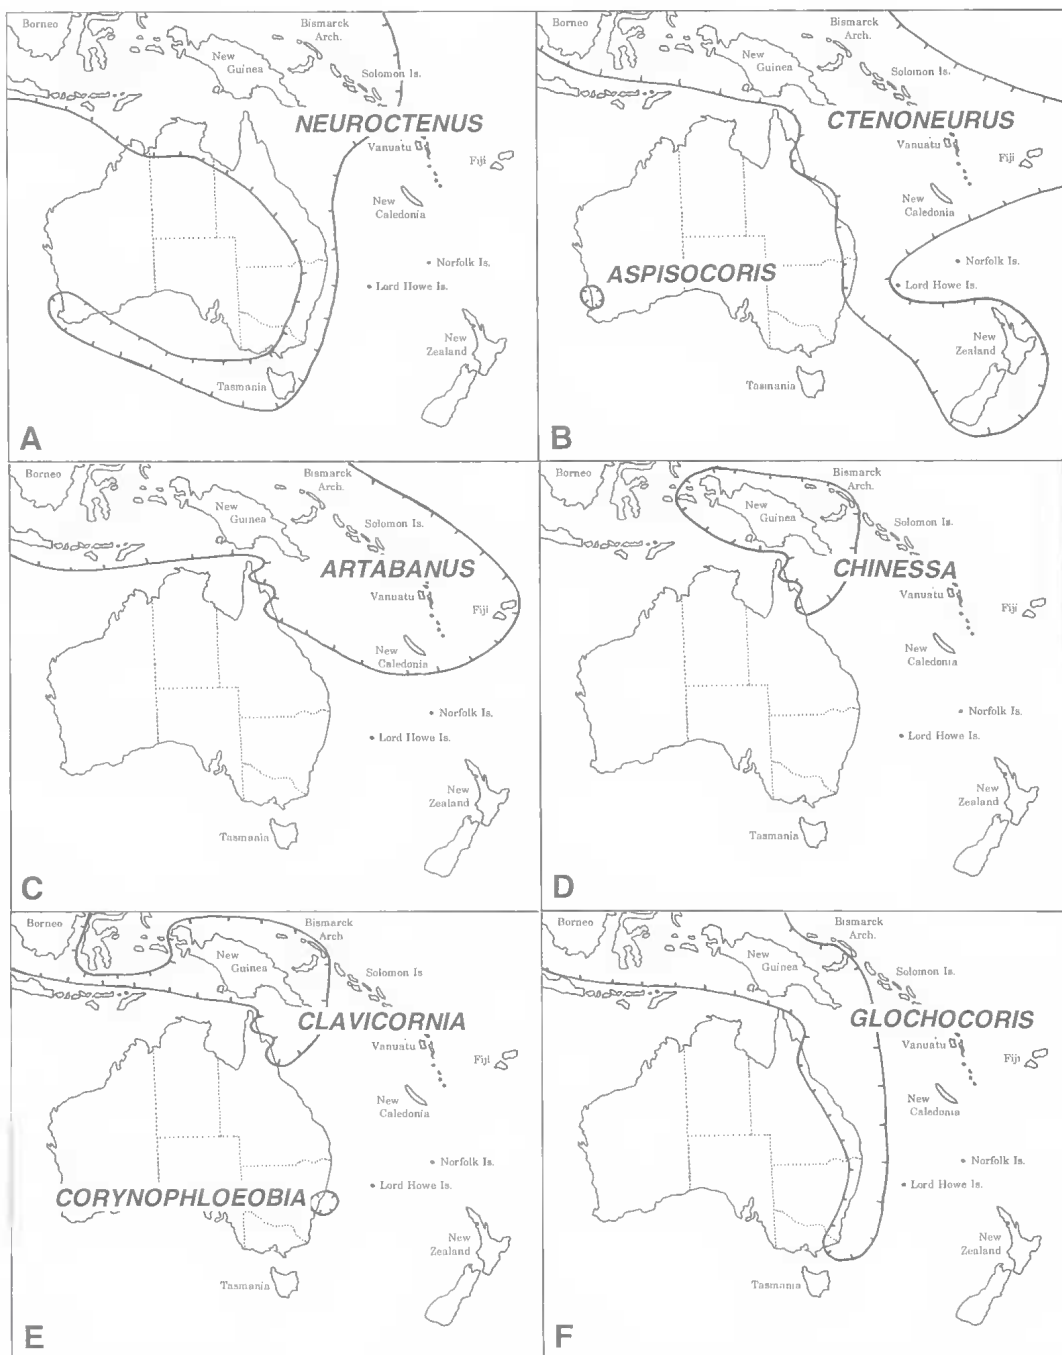 Borneo
Bismarck
Arch.
New
Guinea
Solomon Is.
NEUROCTENUS
Vanuatu
Fiji
New
Caledonia
Norfolk Is.
Lord Howe Is.
New
Zealand
Tasmania
A
Borneo
Bismarck
Arch.
New
Guinea
Solomon Is.
CTENONEURUS
Vanuatu
Fiji
New
Caledonia
Norfolk Is.
ASPISOCORIS
Lord Howe Is.
New
Zealand
Tasmania
B
Borneo
Bismarck
Arch.
New
Guinea
Solomon Is.
ARTABANUS
Vanuatu
Fiji
New
Caledonia
Norfolk Is.
Lord Howe Is.
New
Zealand
Tasmania
C
Borneo
Bismarck
Arch.
New
Guinea
Solomon Is.
CHINESSA
Vanuatu
Fiji
New
Caledonia
Norfolk Is.
Lord Howe Is.
New
Zealand
Tasmania
D
Borneo
Bismarck
Arch
New
Guinea
Solomon Is
CLAVICORNIA
Vanuatu
Fiji
New
Caledonia
Norfolk Is.
Lord Howe Is.
CORYNOPHLOEOBIA
New
Zealand
Tasmania
E
Borneo
Bismarck
Arch.
New
Guinea
Solomon Is.
GLOCHOCORIS
Vanuatu
Fiji
New
Caledonia
Norfolk Is.
Lord Howe Is.
New
Zealand
Tasmania
F